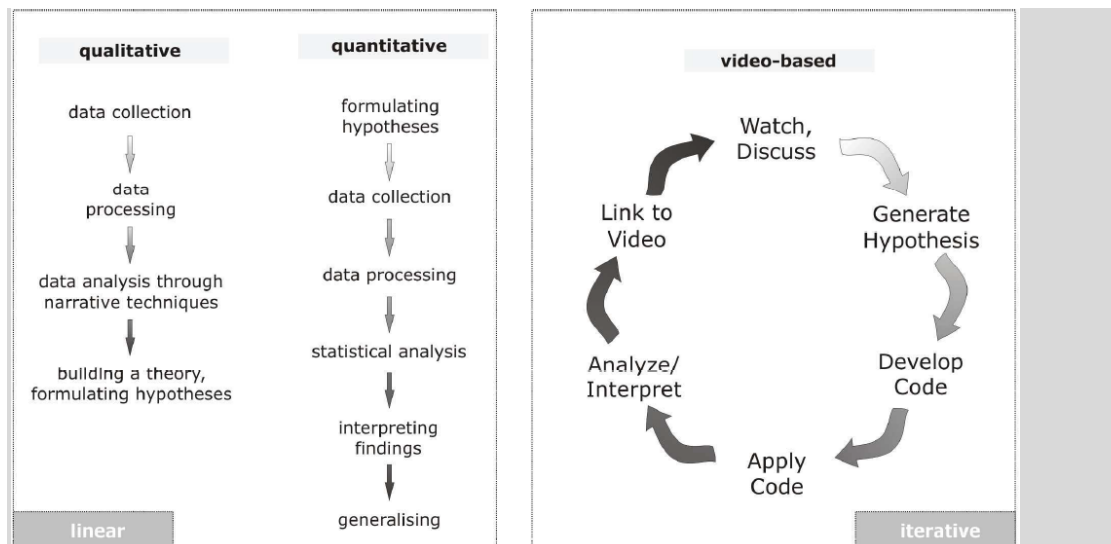 qualitative
data collection
data
processing
data analysis through
narrative techniques
building a theory,
formulating hypotheses
quantitative
formulating
hypotheses
data collection
data processing
statistical analysis
interpreting
findings
generalising
linear
video-based
Watch,
Discuss
Generate
Hypothesis
Develop
Code
Apply
Code
Analyze/
Interpret
Link to
Video
iterative